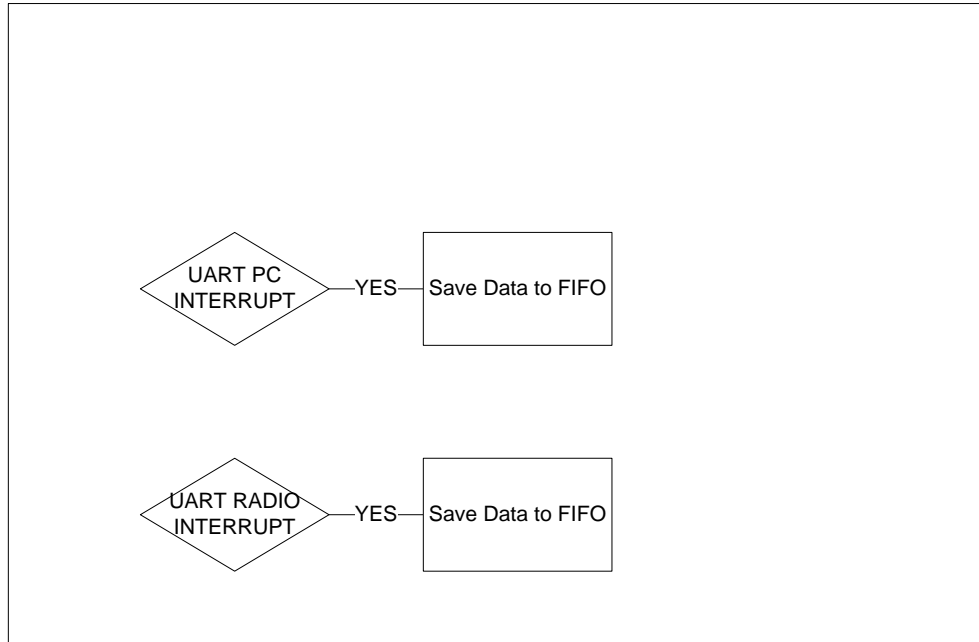 UART PC
INTERRUPT
YES
Save Data to FIFO
UART RADIO
INTERRUPT
YES
Save Data to FIFO